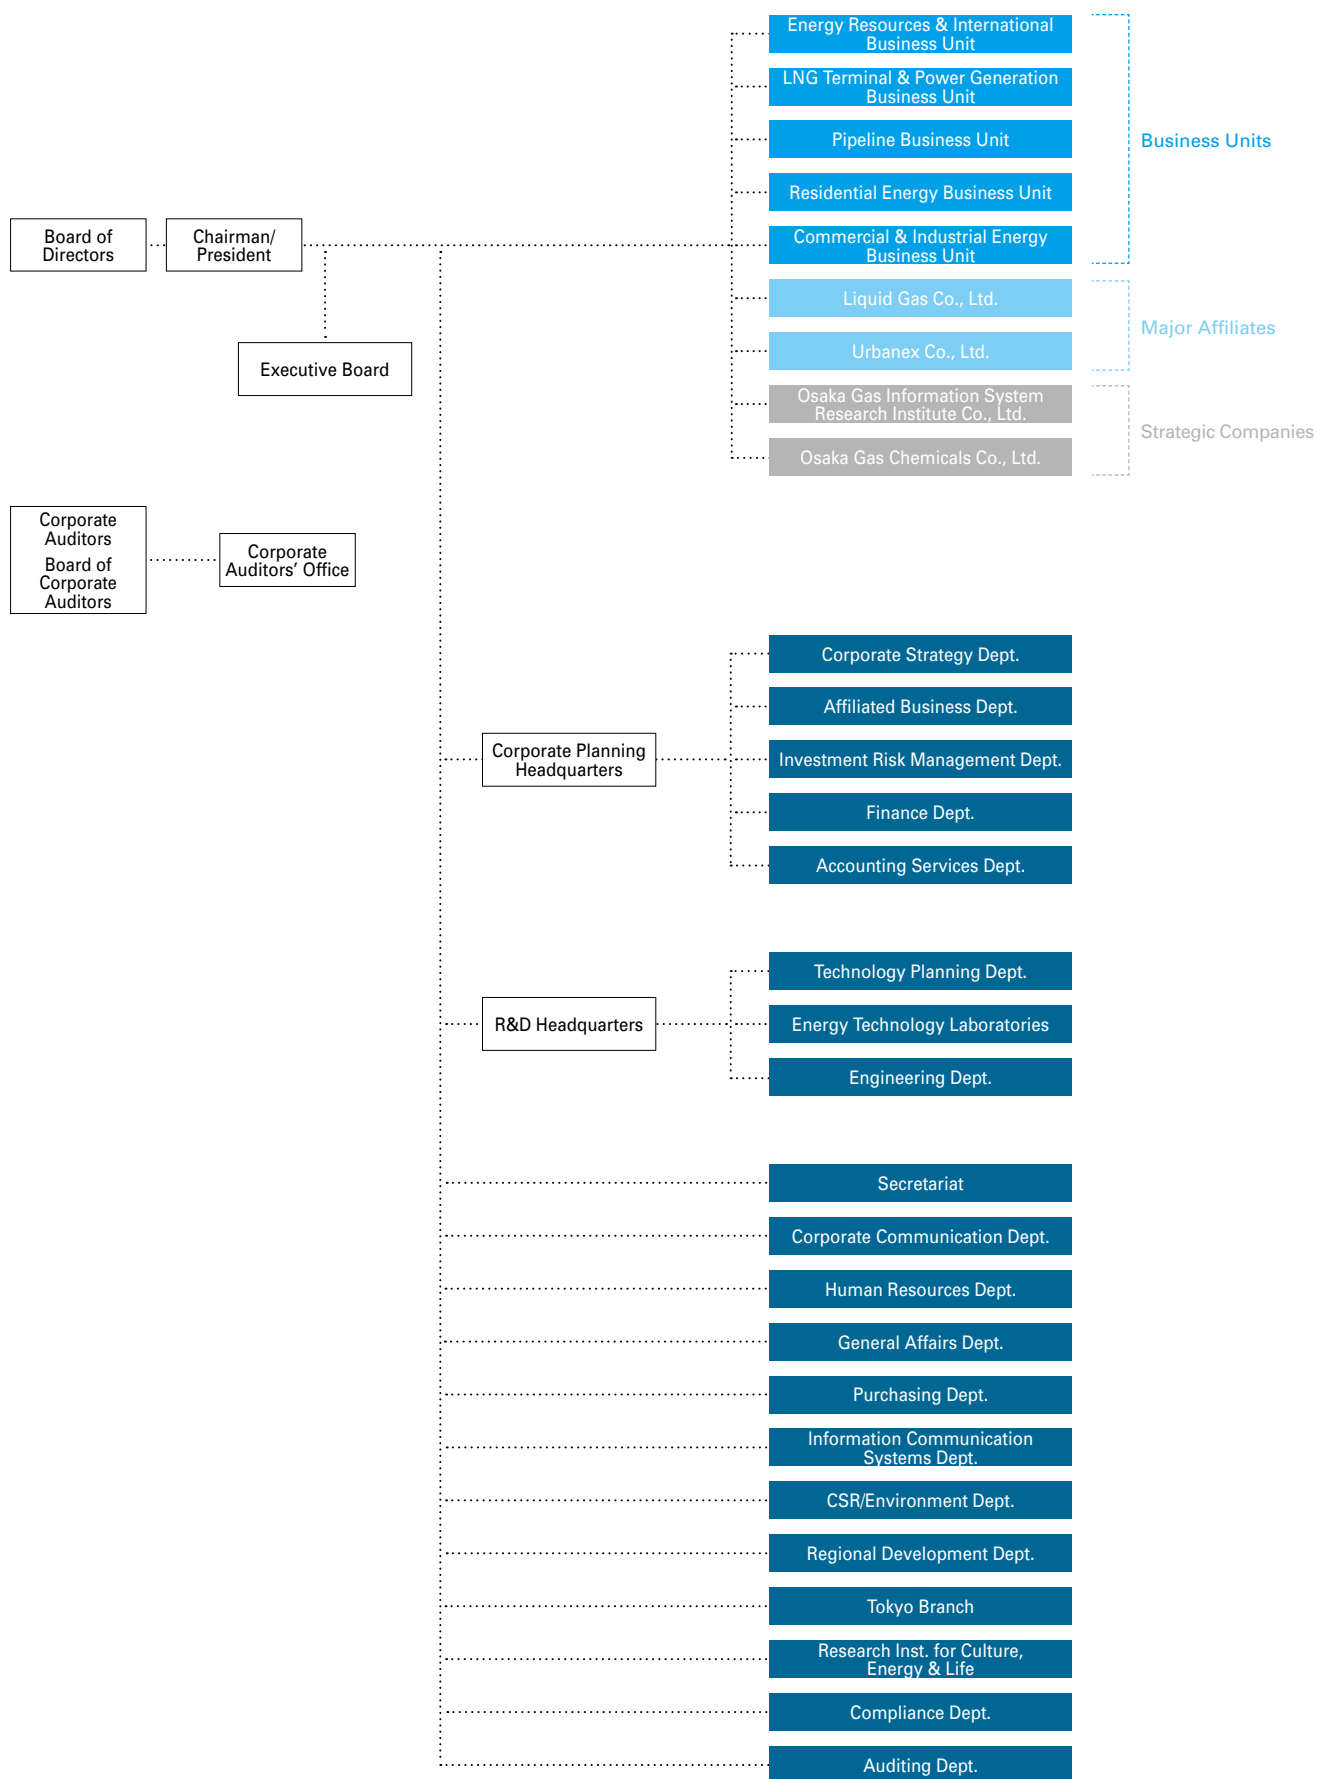 Energy Resources & International
Business Unit
LNG Terminal & Power Generation
Business Unit
Pipeline Business Unit
Residential Energy Business Unit
Commercial & Industrial Energy
Business Unit
Business Units
Board of
Directors
Chairman/
President
Executive Board
Liquid Gas Co., Ltd.
Urbanex Co., Ltd.
Major Affiliates
Osaka Gas Information System
Research Institute Co., Ltd.
Osaka Gas Chemicals Co., Ltd.
Strategic Companies
Corporate
Auditors
Board of
Corporate
Auditors
Corporate
Auditors’ Office
Corporate Planning
Headquarters
Corporate Strategy Dept.
Affiliated Business Dept.
Investment Risk Management Dept.
Finance Dept.
Accounting Services Dept.
R&D Headquarters
Technology Planning Dept.
Energy Technology Laboratories
Engineering Dept.
Secretariat
Corporate Communication Dept.
Human Resources Dept.
General Affairs Dept.
Purchasing Dept.
Information Communication
Systems Dept.
CSR/Environment Dept.
Regional Development Dept.
Tokyo Branch
Research Inst. for Culture,
Energy & Life
Compliance Dept.
Auditing Dept.